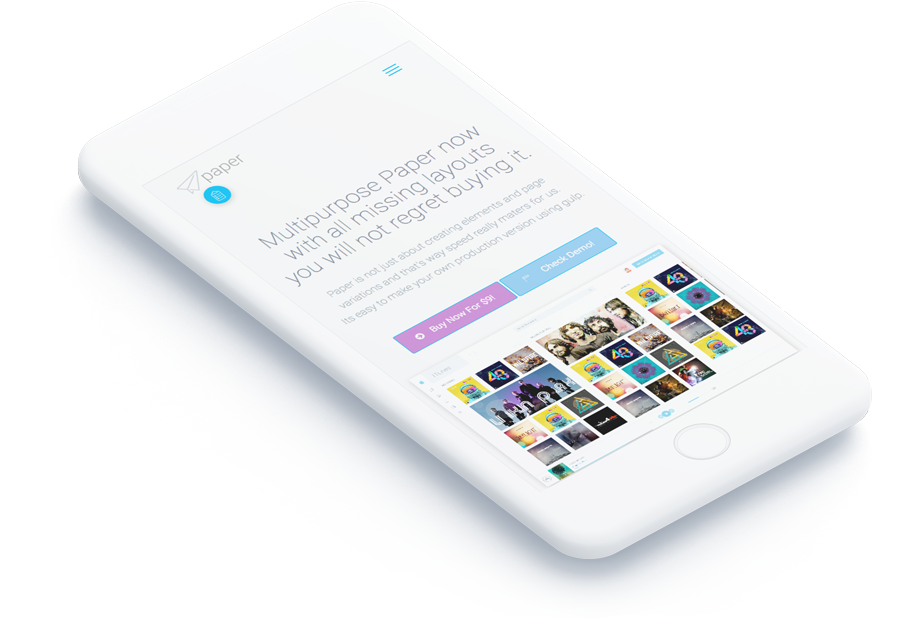 paper
Multipurpose Paper now
with all missing layouts
you will not regret buying it.
Paper is not just about creating elements and page
variations and that's way speed really maters for us.
Its easy to make your own production version using gulp.
Buy Now For $9!
Check Demo!